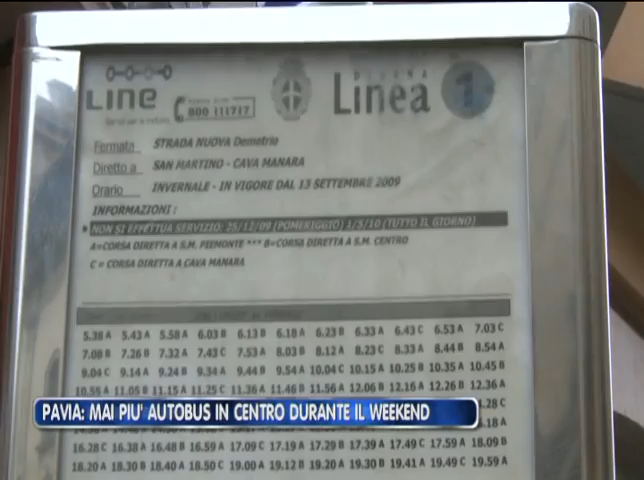 LINE
800 111717
DIURNA
Linea 1
Fermata STRADA NUOVA Demetrio
Diretto a SAN MARTINO - CAVA MANARA
Orario INVERNALE - IN VIGORE DAL 13 SETTEMBRE 2009
INFORMAZIONI :
NON SI EFFETTUA SERVIZIO: 25/12/09 (POMERIGGIO) 1/5/10 (TUTTO IL GIORNO)
A=CORSA DIRETTA A S.M. PIEMONTE *** B=CORSA DIRETTA A S.M. CENTRO
C = CORSA DIRETTA A CAVA MANARA
5.38 A 5.43 A 5.58 A 6.03 B 6.13 B 6.18 A 6.23 B 6.33 A 6.43 C 6.53 A 7.03 C
7.08 B 7.26 B 7.32 A 7.43 C 7.53 A 8.03 B 8.12 A 8.23 C 8.33 A 8.44 B 8.54 A
9.04 C 9.14 A 9.24 B 9.34 A 9.44 B 9.54 A 10.04 C 10.15 A 10.25 B 10.35 A 10.45 B
10.55 A 11.05 B 11.15 A 11.25 C 11.36 A 11.46 B 11.56 A 12.06 B 12.16 A 12.26 B 12.36 A
.28 C
PAVIA: MAI PIU' AUTOBUS IN CENTRO DURANTE IL WEEKEND
.18 A
16.28 C 16.38 A 16.48 B 16.59 A 17.09 C 17.19 A 17.29 B 17.39 A 17.49 C 17.59 A 18.09 B
18.20 A 18.30 B 18.40 A 18.50 C 19.00 A 19.12 B 19.20 A 19.30 B 19.41 A 19.49 C 19.59 A